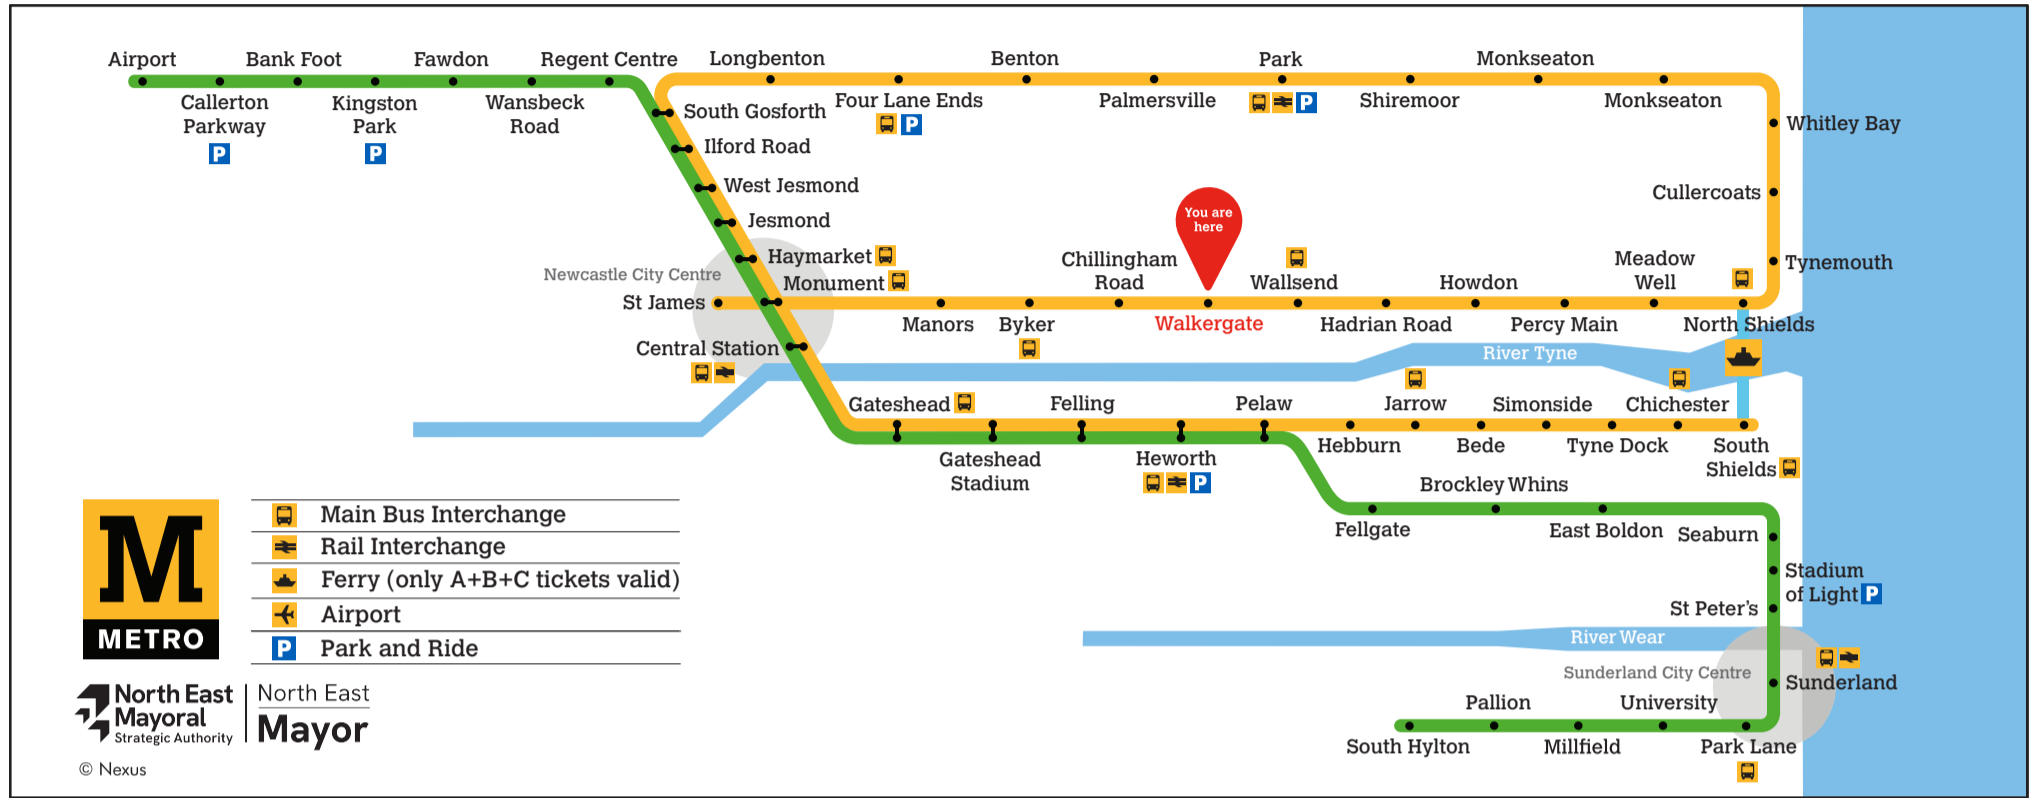 Airport
Bank Foot
Fawdon
Regent Centre
Callerton
Parkway
P
Kingston
Park
P
Wansbeck
Road
Longbenton
Benton
Park
Monkseaton
Four Lane Ends
P
Palmersville
P
Shiremoor
Monkseaton
South Gosforth
Ilford Road
West Jesmond
Jesmond
Haymarket
Monument
Newcastle City Centre
St James
Central Station
Whitley Bay
Cullercoats
Tynemouth
You are
here
Chillingham
Road
Wallsend
Howdon
Meadow
Well
Manors
Byker
Walkergate
Hadrian Road
Percy Main
North Shields
River Tyne
Gateshead
Felling
Pelaw
Jarrow
Simonside
Chichester
Gateshead
Stadium
Heworth
P
Hebburn
Bede
Tyne Dock
South
Shields
Brockley Whins
Fellgate
East Boldon
Seaburn
Stadium
of Light P
St Peter's
River Wear
Sunderland City Centre
Sunderland
Pallion
University
South Hylton
Millfield
Park Lane
M
METRO
Main Bus Interchange
Rail Interchange
Ferry (only A+B+C tickets valid)
Airport
P Park and Ride
North East
Mayoral
Strategic Authority
North East
Mayor
© Nexus